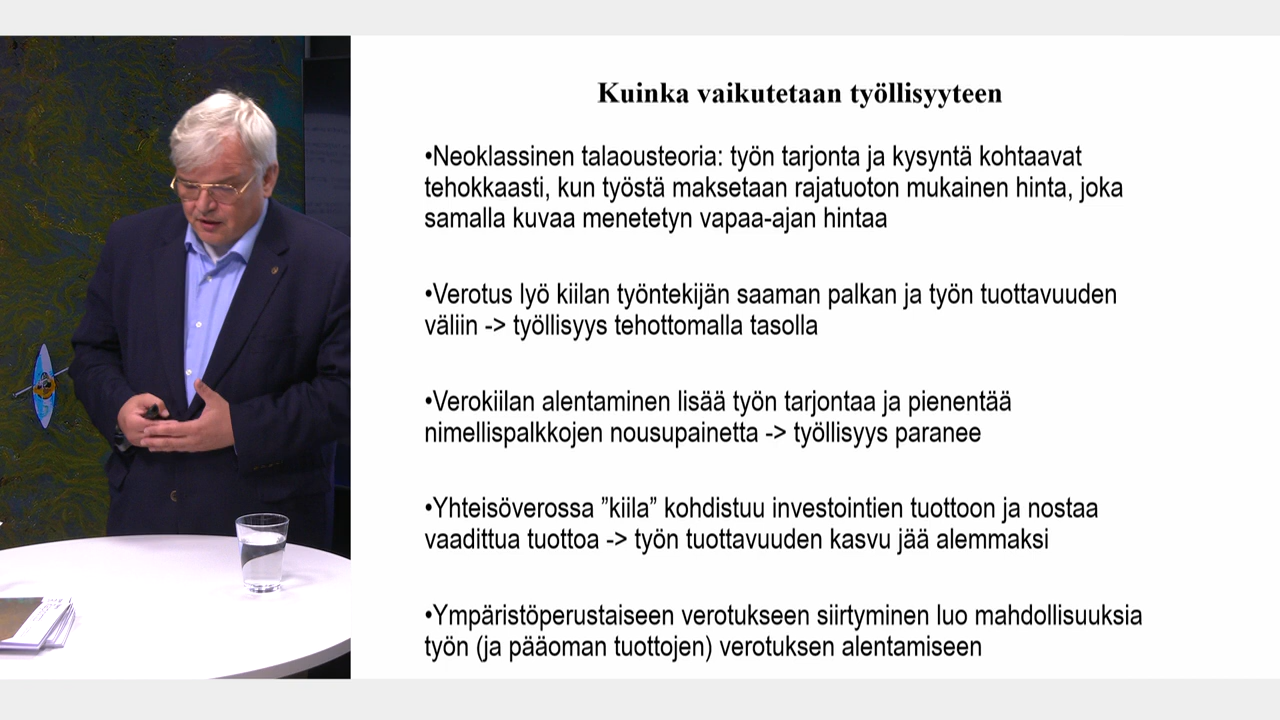 Kuinka vaikutetaan työllisyyteen
•Neoklassinen talaousteoria: työn tarjonta ja kysyntä kohtaavat
tehokkaasti, kun työstä maksetaan rajatuoton mukainen hinta, joka
samalla kuvaa menetetyn vapaa-ajan hintaa
•Verotus lyö kiilan työntekijän saaman palkan ja työn tuottavuuden
väliin -> työllisyys tehottomalla tasolla
•Verokiilan alentaminen lisää työn tarjontaa ja pienentää
nimellispalkkojen nousupainetta -> työllisyys paranee
•Yhteisöverossa ”kiila” kohdistuu investointien tuottoon ja nostaa
vaadittua tuottoa -> työn tuottavuuden kasvu jää alemmaksi
•Ympäristöperustaiseen verotukseen siirtyminen luo mahdollisuuksia
työn (ja pääoman tuottojen) verotuksen alentamiseen